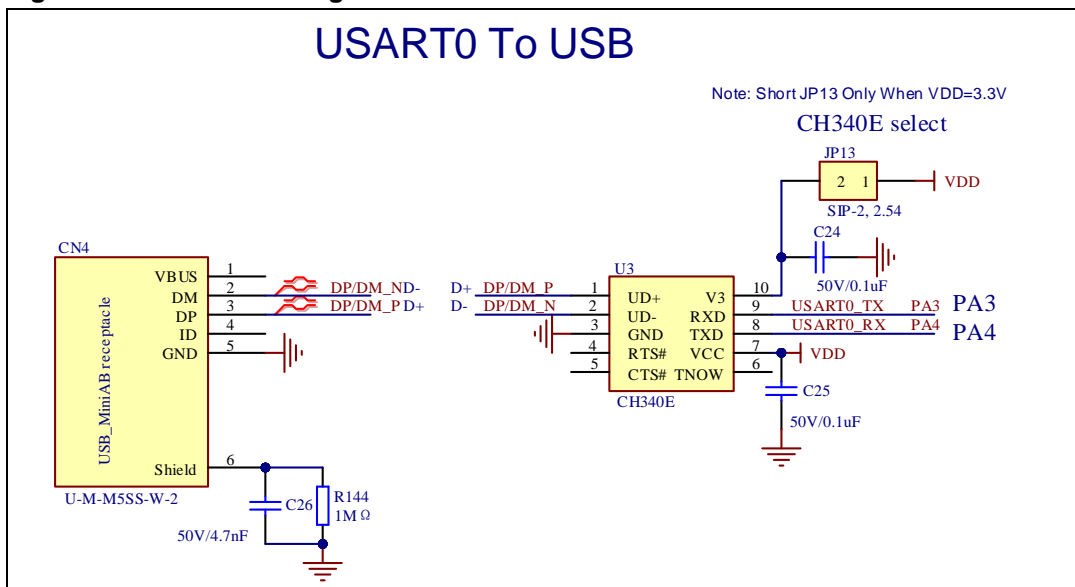 USART0 To USB
Note: Short JP13 Only When VDD=3.3V
CH340E select
JP13
2 1
VDD
SIP-2, 2.54
C24
50V/0.1uF
CN4
VBUS 1
DM 2
DP 3
ID 4
GND 5
Shield 6
USB_MiniAB receptacle
U-M-M5SS-W-2
DP/DM_N D-
DP/DM_P D+
D+ DP/DM_P
D- DP/DM_N
U3
1 UD+ V3 10
2 UD- RXD 9
3 GND TXD 8
4 RTS# VCC 7
5 CTS# TNOW 6
CH340E
USART0_TX PA3 PA3
USART0_RX PA4 PA4
VDD
C25
50V/0.1uF
C26
R144
1MΩ
50V/4.7nF